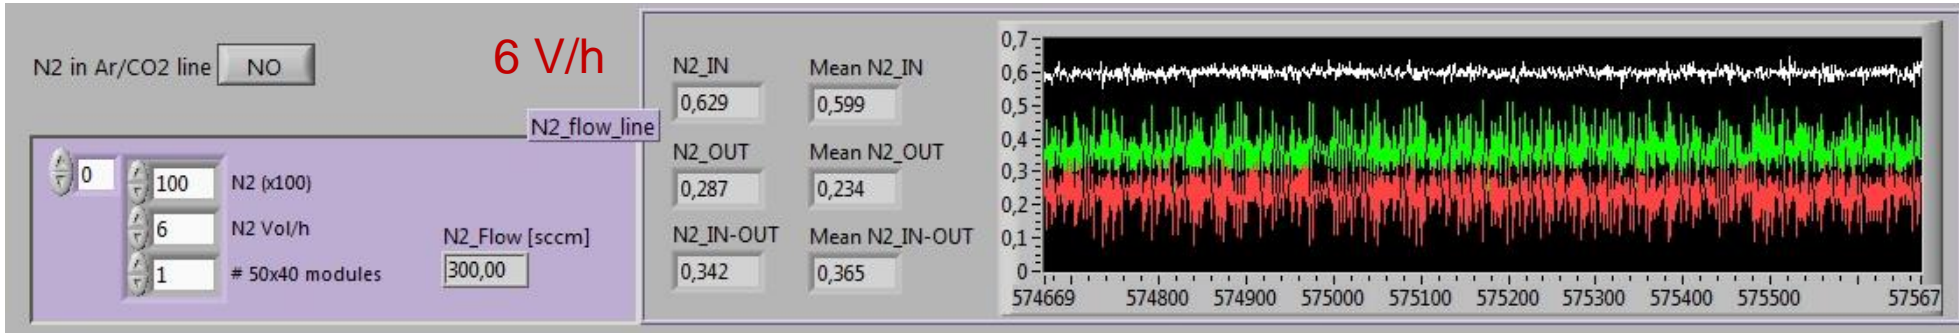 6 V/h
N2 in Ar/CO2 line NO
N2_flow_line
0
100 N2 (x100)
6 N2 Vol/h
1 # 50x40 modules
N2_Flow [sccm]
300,00
N2_IN Mean N2_IN
0,629 0,599
N2_OUT Mean N2_OUT
0,287 0,234
N2_IN-OUT Mean N2_IN-OUT
0,342 0,365
0,7
0,6
0,5
0,4
0,3
0,2
0,1
0
574669 574800 574900 575000 575100 575200 575300 575400 575500 57567